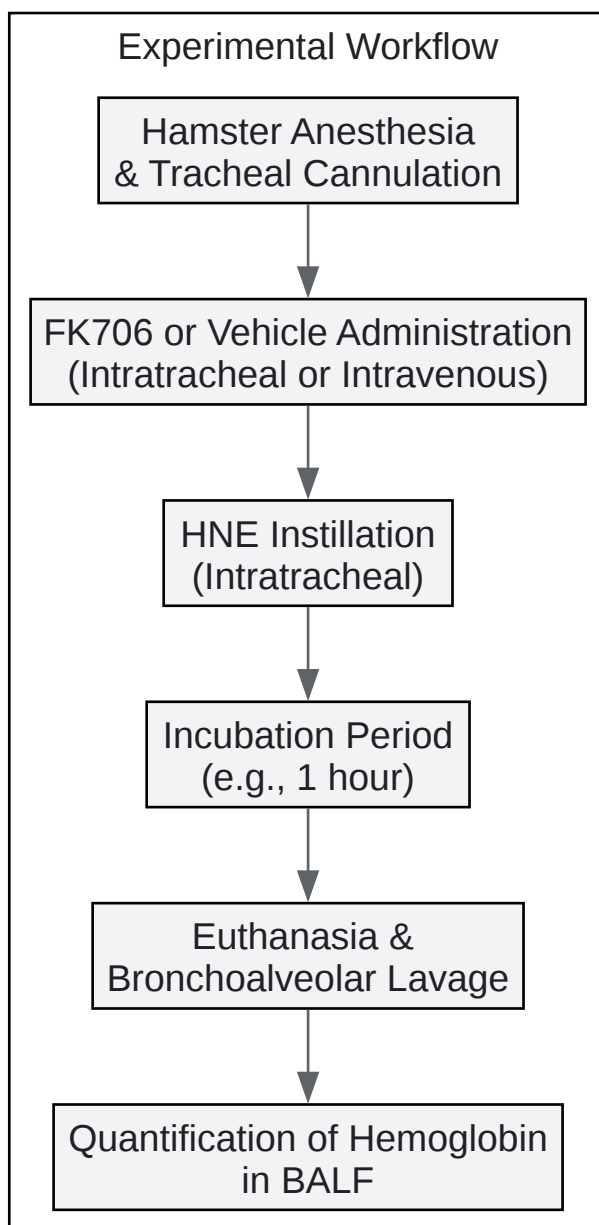 Experimental Workflow
Hamster Anesthesia
& Tracheal Cannulation
FK706 or Vehicle Administration
(Intratracheal or Intravenous)
HNE Instillation
(Intratracheal)
Incubation Period
(e.g., 1 hour)
Euthanasia &
Bronchoalveolar Lavage
Quantification of Hemoglobin
in BALF